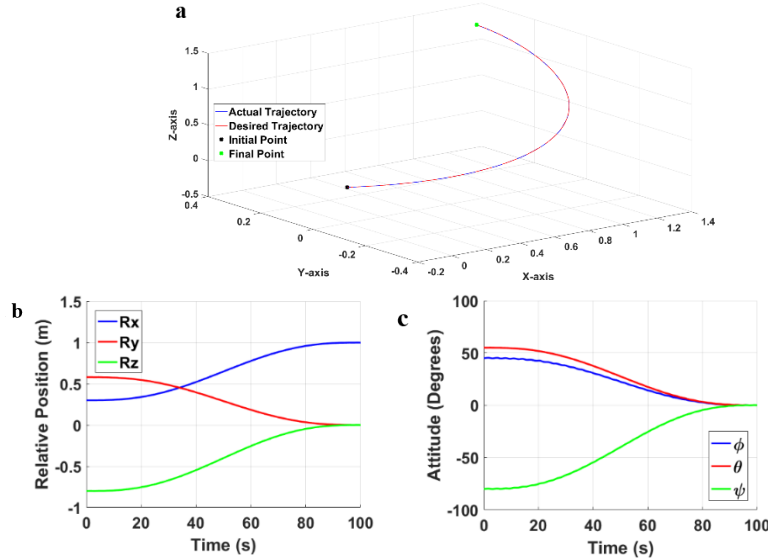 a
1.5
1
0.5
0
-0.5
Z-axis
Actual Trajectory
Desired Trajectory
Initial Point
Final Point
0.4
0.2
0
-0.2
-0.4
Y-axis
-0.2
0
0.2
0.4
0.6
0.8
1
1.2
1.4
X-axis
b
1.5
1
0.5
0
-0.5
-1
Relative Position (m)
Rx
Ry
Rz
0 20 40 60 80 100
Time (s)
c
100
50
0
-50
-100
Attitude (Degrees)
ϕ
θ
ψ
0 20 40 60 80 100
Time (s)